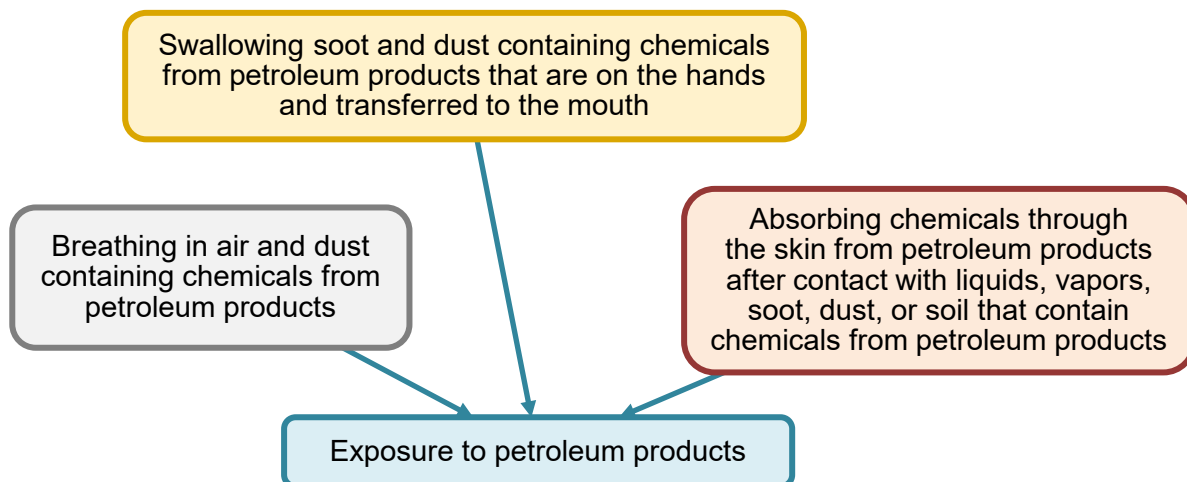 Swallowing soot and dust containing chemicals
from petroleum products that are on the hands
and transferred to the mouth
Breathing in air and dust
containing chemicals from
petroleum products
Absorbing chemicals through
the skin from petroleum products
after contact with liquids, vapors,
soot, dust, or soil that contain
chemicals from petroleum products
Exposure to petroleum products